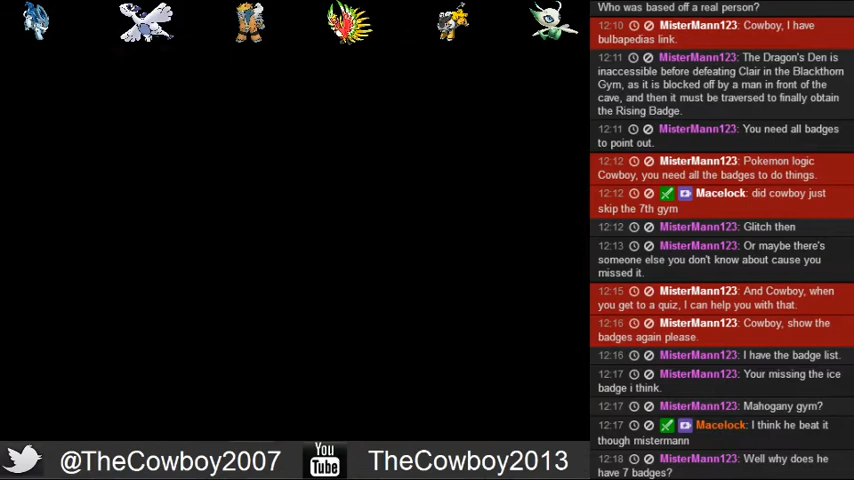 Who was based off a real person?
12:10 MisterMann123: Cowboy, I have
bulbapedias link.
12:11 MisterMann123: The Dragon's Den is
inaccessible before defeating Clair in the Blackthorn
Gym, as it is blocked off by a man in front of the
cave, and then it must be traversed to finally obtain
the Rising Badge.
12:11 MisterMann123: You need all badges
to point out.
12:12 MisterMann123: Pokemon logic
Cowboy, you need all the badges to do things.
12:12 Macelock: did cowboy just
skip the 7th gym
12:12 MisterMann123: Glitch then
12:13 MisterMann123: Or maybe there's
someone else you don't know about cause you
missed it.
12:15 MisterMann123: And Cowboy, when
you get to a quiz, I can help you with that.
12:16 MisterMann123: Cowboy, show the
badges again please.
12:16 MisterMann123: I have the badge list.
12:17 MisterMann123: Your missing the ice
badge i think.
12:17 MisterMann123: Mahogany gym?
12:17 Macelock: I think he beat it
though mistermann
12:18 MisterMann123: Well why does he
have 7 badges?
@TheCowboy2007 You Tube TheCowboy2013